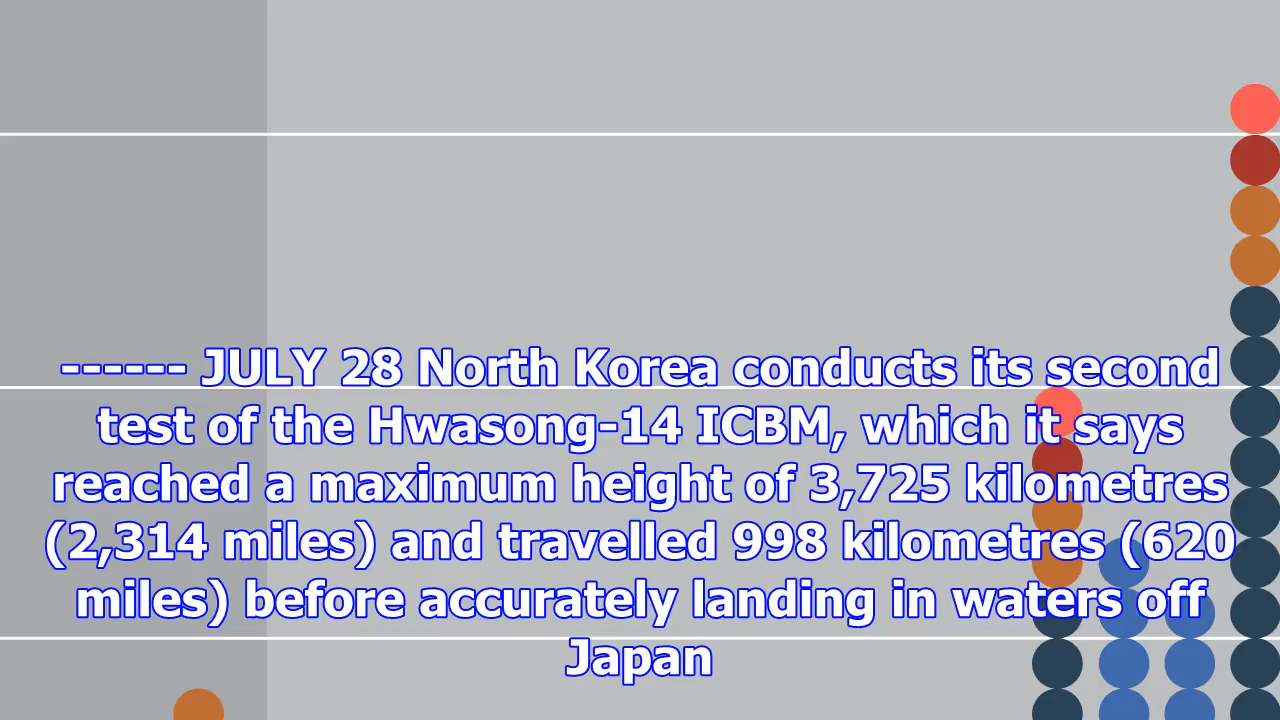 ------ JULY 28 North Korea conducts its second
test of the Hwasong-14 ICBM, which it says
reached a maximum height of 3,725 kilometres
(2,314 miles) and travelled 998 kilometres (620
miles) before accurately landing in waters off
Japan